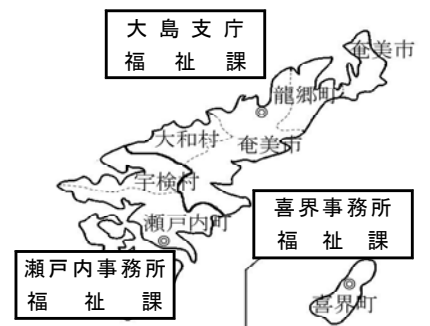 大島支庁
福祉課
奄美市
龍郷町
大和村
奄美市
宇検村
瀬戸内町
喜界事務所
福祉課
瀬戸内事務所
福祉課
喜界町